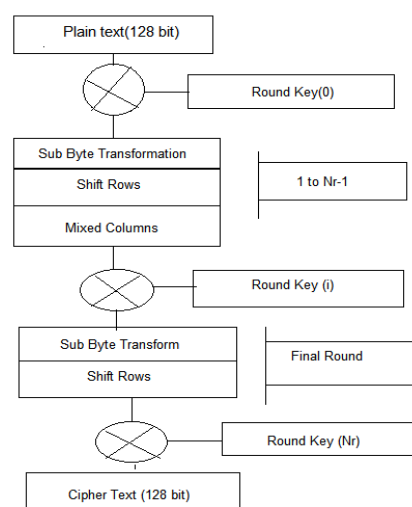 Plain text(128 bit)
Round Key(0)
Sub Byte Transformation
Shift Rows
1 to Nr-1
Mixed Columns
Round Key (i)
Sub Byte Transform
Final Round
Shift Rows
Round Key (Nr)
Cipher Text (128 bit)